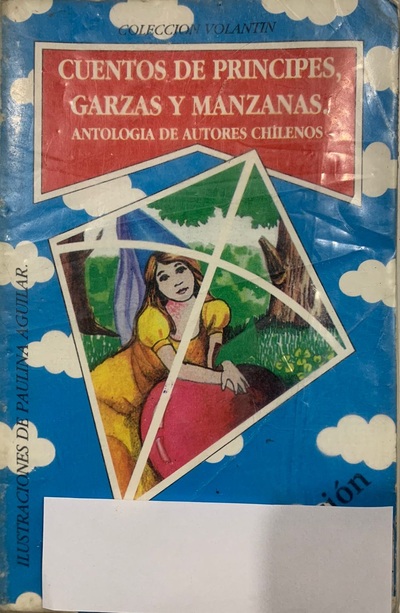 COLECCION VOLANTIN
CUENTOS DE PRINCIPES,
GARZAS Y MANZANAS.
ANTOLOGIA DE AUTORES CHILENOS
ILUSTRACIONES DE PAULINA AGUILAR.